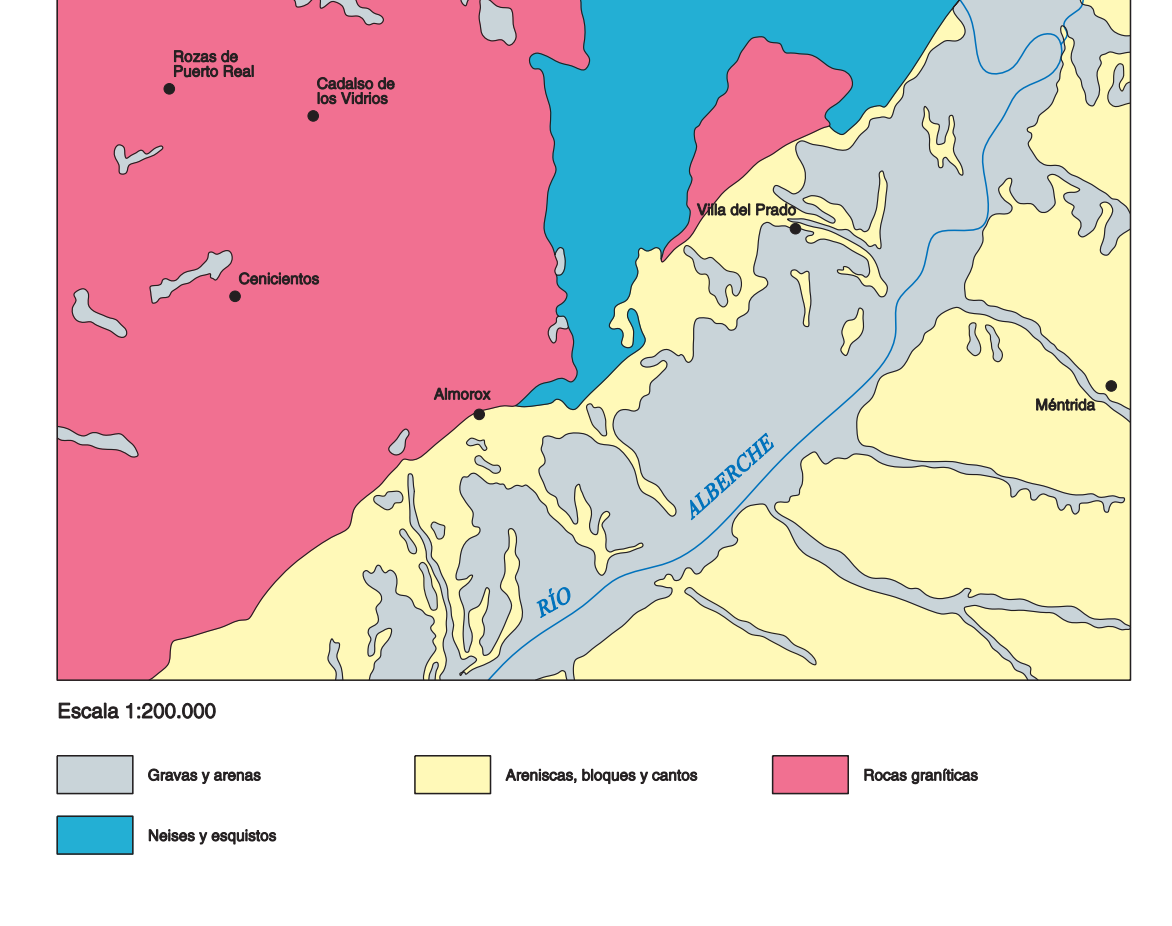 Rozas de
Puerto Real
Cadalso de
los Vidrios
Villa del Prado
Cenicientos
Almorox
Méntrida
RÍO ALBERCHE
Escala 1:200.000
Gravas y arenas
Areniscas, bloques y cantos
Rocas graníticas
Neises y esquistos